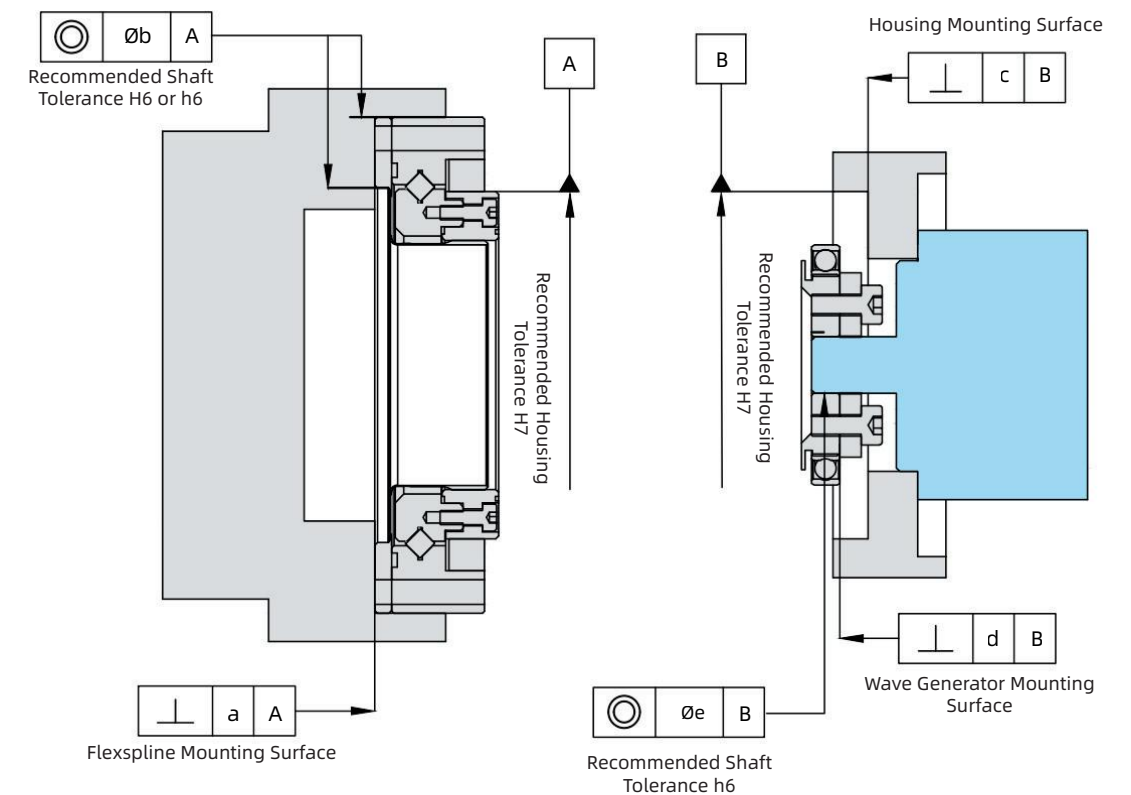 Øb A
Recommended Shaft
Tolerance H6 or h6
A
B
Housing Mounting Surface
c B
Recommended Housing
Tolerance H7
Recommended Housing
Tolerance H7
a A
Flexspline Mounting Surface
d B
Wave Generator Mounting
Surface
Øe B
Recommended Shaft
Tolerance h6